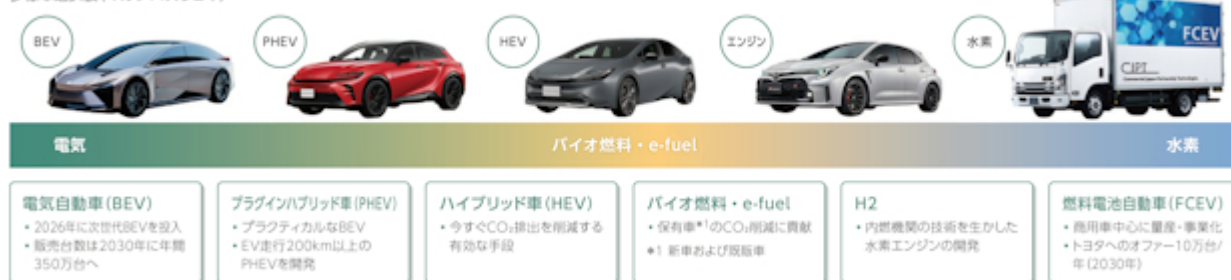 BEV
PHEV
HEV
エンジン
水素
FCEV
CJPT
電気
バイオ燃料・e-fuel
水素
電気自動車(BEV)
・2026年に次世代BEVを投入
・販売台数は2030年に年間
350万台へ
プラグインハイブリッド車(PHEV)
・プラクティカルなBEV
・EV走行200km以上の
PHEVを開発
ハイブリッド車(HEV)
・今すぐCO₂排出を削減する
有効な手段
バイオ燃料・e-fuel
・保有車*1のCO₂削減に貢献
*1 新車および既販車
H2
・内燃機関の技術を生かした
水素エンジンの開発
燃料電池自動車(FCEV)
・商用車中心に量産・事業化
・トヨタへのオファー10万台/
年(2030年)